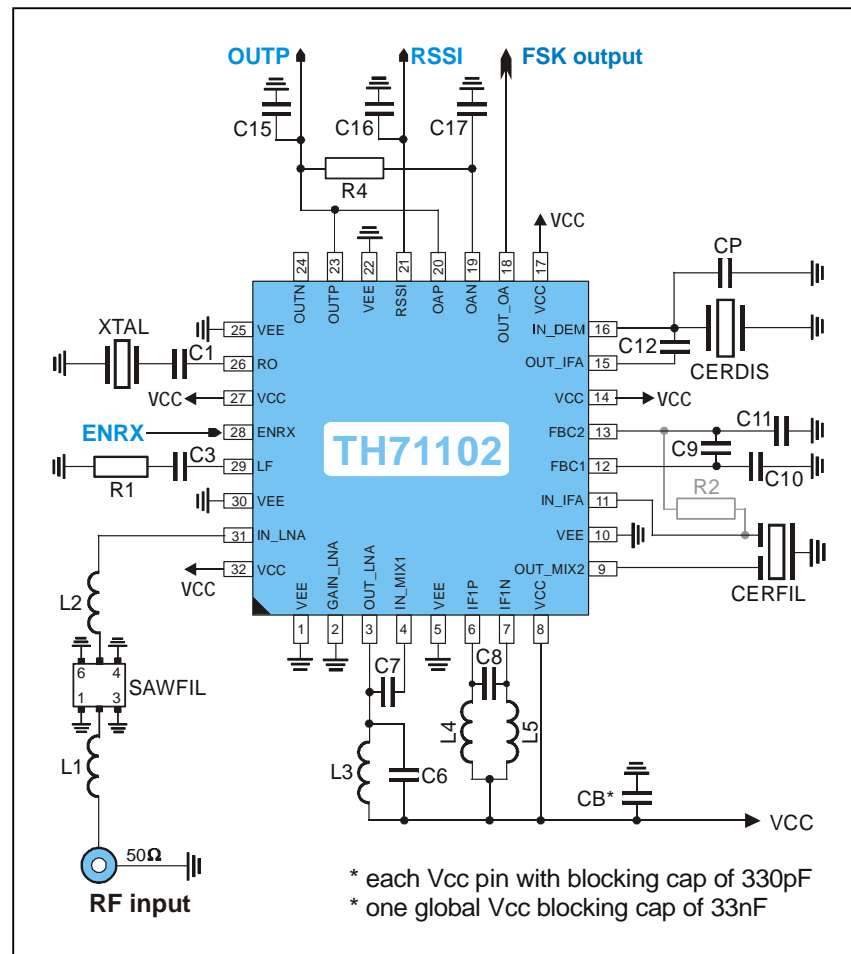 OUTP RSSI FSK output
C15 C16 C17
R4
VCC
CP
24 23 22 21 20 19 18 17
OUTN OUTP VEE RSSI OAP OAN OUT_OA VCC
XTAL
C1
25 VEE
IN_DEM 16
26 RO
C12
OUT_IFA 15
CERDIS
VCC 27 VCC
VCC 14 VCC
ENRX 28 ENRX
FBC2 13
C11
TH71102
C9
C3
R1
29 LF
FBC1 12
C10
R2
30 VEE
IN_IFA 11
31 IN_LNA
VEE 10
VCC 32 VCC
OUT_MIX2 9
CERFIL
VEE GAIN_LNA OUT_LNA IN_MIX1 VEE IF1P IF1N VCC
1 2 3 4 5 6 7 8
L2
6 4
1 3
SAWFIL
C7 C8
L4 L5
L1
L3 C6
CB*
VCC
50Ω
RF input
* each Vcc pin with blocking cap of 330pF
* one global Vcc blocking cap of 33nF